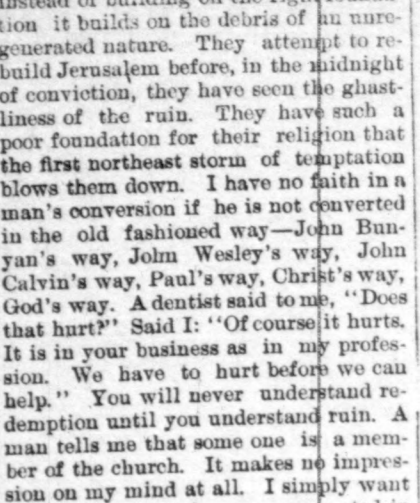 instead of building on the
tion it builds on the debris of an unre-
generated nature. They attempt to re-
build Jerusalem before, in the midnight
of conviction, they have seen the ghast-
liness of the ruin. They have such a
poor foundation for their religion that
the first northeast storm of temptation
blows them down. I have no faith in a
man's conversion if he is not converted
in the old fashioned way—John Bun-
yan's way, John Wesley's way, John
Calvin's way, Paul's way, Christ's way,
God's way. A dentist said to me, "Does
that hurt?" Said I: "Of course it hurts.
It is in your business as in my profes-
sion. We have to hurt before we can
help." You will never understand re-
demption until you understand ruin. A
man tells me that some one is a mem-
ber of the church. It makes no impres-
sion on my mind at all. I simply want